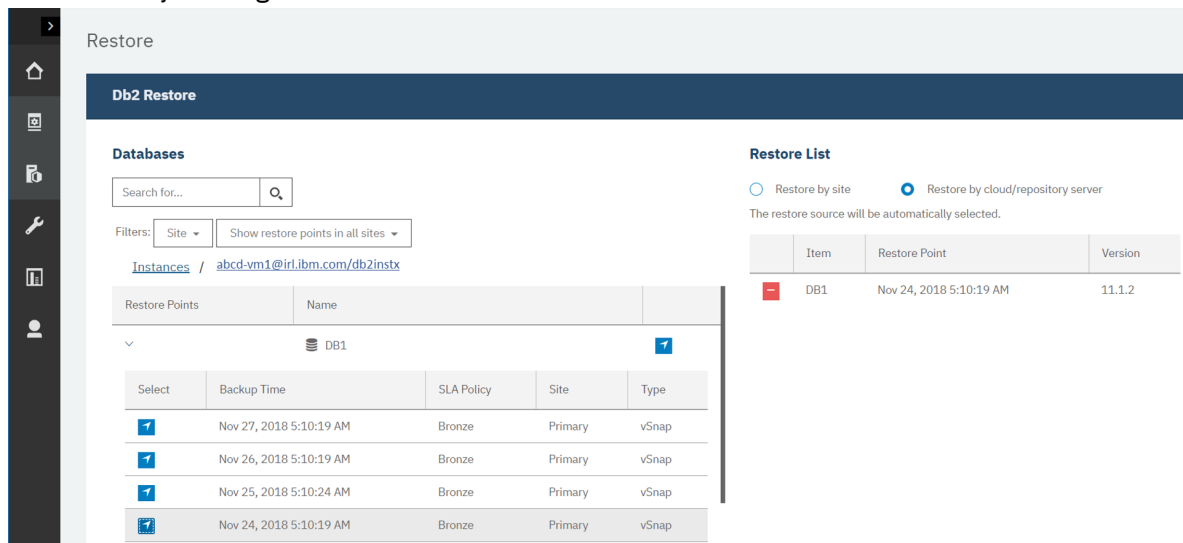 Restore
Db2 Restore
Databases
Search for...
Filters: Site Show restore points in all sites
Instances / abcd-vm1@irl.ibm.com/db2instx
Restore Points Name
DB1
Select Backup Time SLA Policy Site Type
Nov 27, 2018 5:10:19 AM Bronze Primary vSnap
Nov 26, 2018 5:10:19 AM Bronze Primary vSnap
Nov 25, 2018 5:10:24 AM Bronze Primary vSnap
Nov 24, 2018 5:10:19 AM Bronze Primary vSnap
Restore List
Restore by site Restore by cloud/repository server
The restore source will be automatically selected.
Item Restore Point Version
DB1 Nov 24, 2018 5:10:19 AM 11.1.2